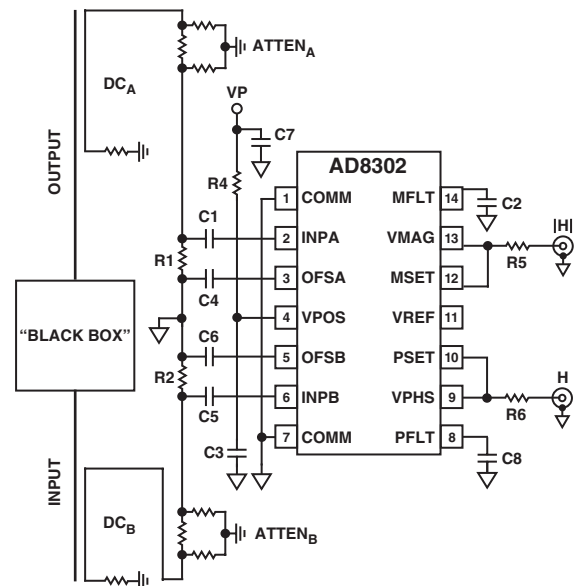 ATTENA
DCA
VP
C7
OUTPUT
R4
AD8302
1 COMM MFLT 14
C2
|H|
C1
2 INPA VMAG 13
R1
R5
3 OFSA MSET 12
C4
"BLACK BOX"
4 VPOS VREF 11
C6
5 OFSB PSET 10
H
R2
6 INPB VPHS 9
C5
R6
C3
7 COMM PFLT 8
C8
INPUT
DCB
ATTENB